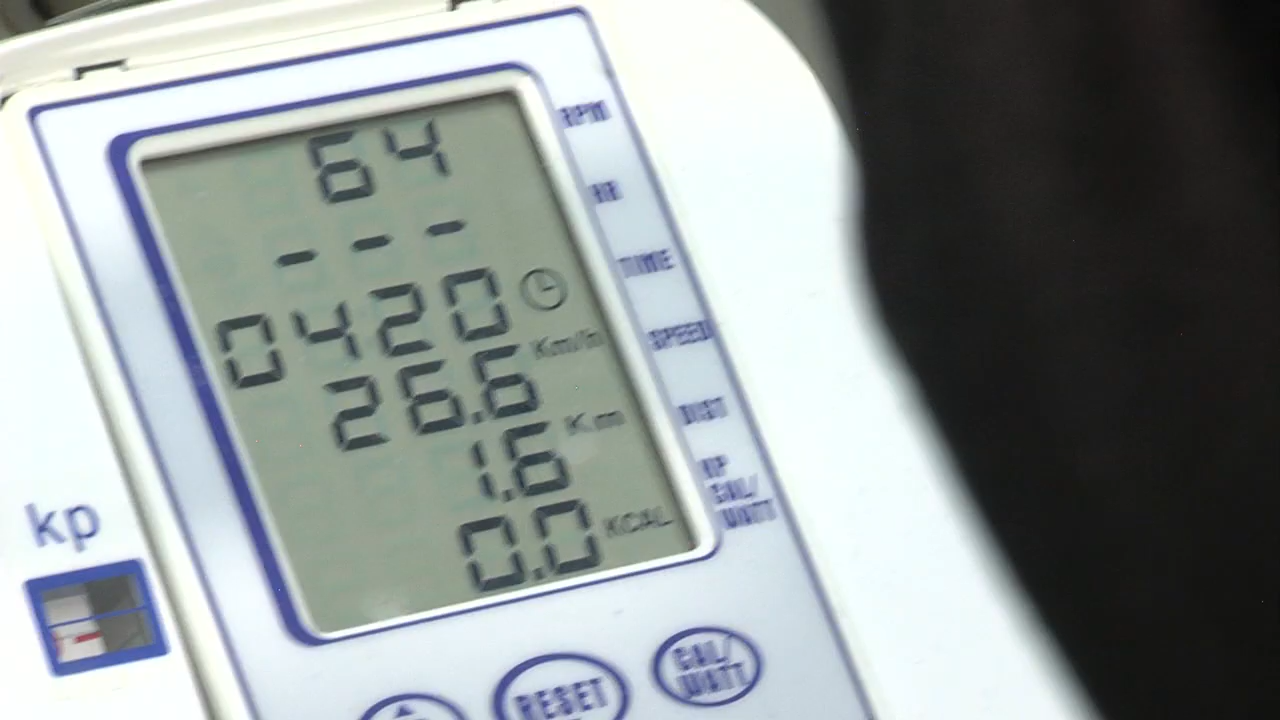 64
RPM
- - -
HR
0420
TIME
Km/h
26.6
SPEED
Km
1.6
DIST
KCAL
0.0
KP
CAL/
WATT
kp
RESET
CAL/
WATT